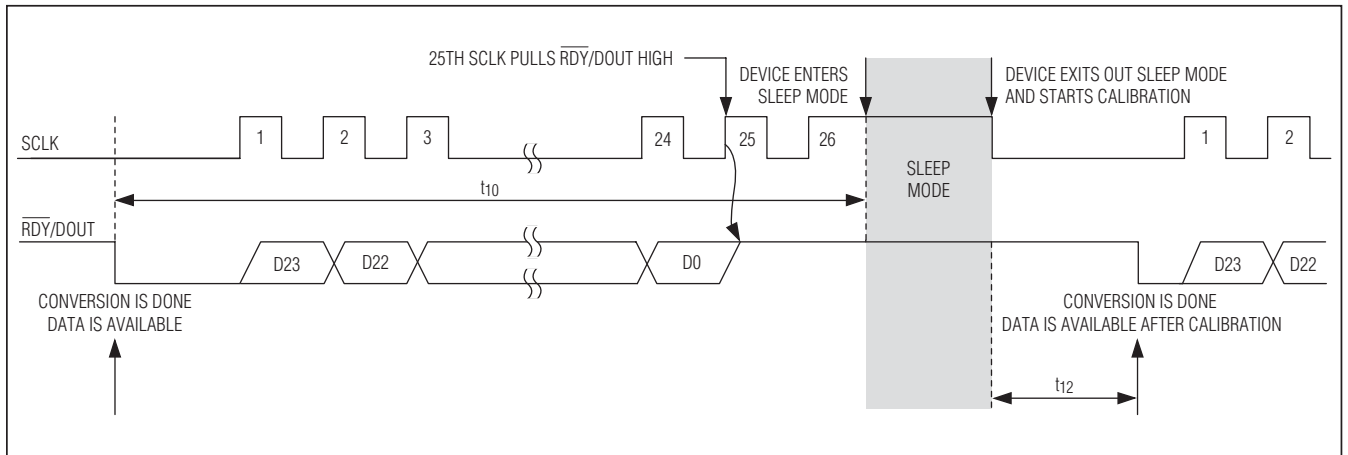 25TH SCLK PULLS RDY/DOUT HIGH
DEVICE ENTERS
SLEEP MODE
DEVICE EXITS OUT SLEEP MODE
AND STARTS CALIBRATION
SCLK
1
2
3
24
25
26
1
2
SLEEP
MODE
t10
RDY/DOUT
D23
D22
D0
D23
D22
CONVERSION IS DONE
DATA IS AVAILABLE
CONVERSION IS DONE
DATA IS AVAILABLE AFTER CALIBRATION
t12